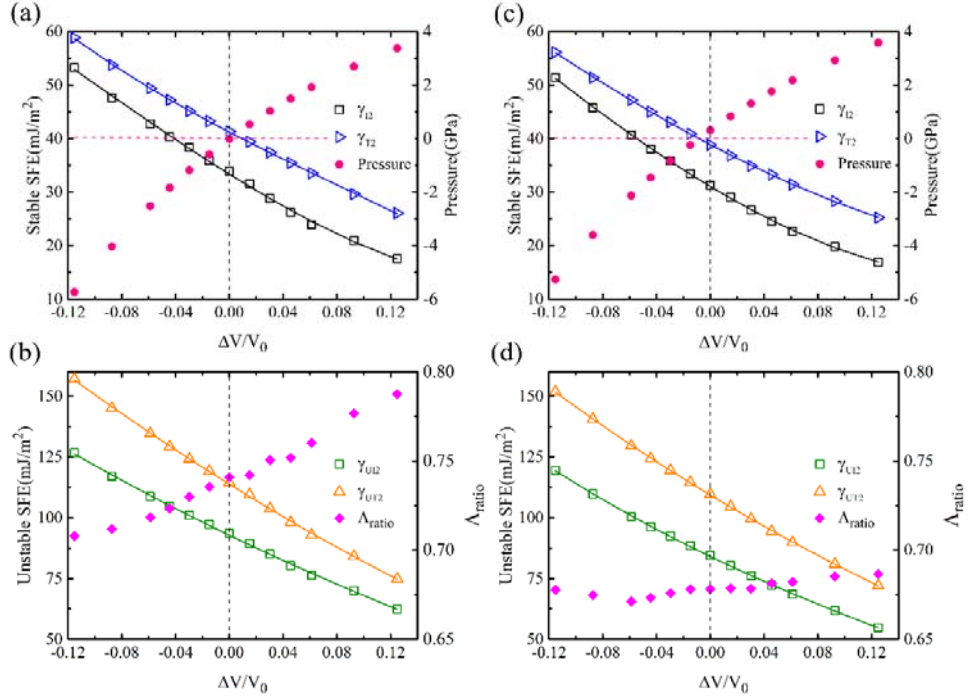 (a)
60
50
40
30
20
10
Stable SFE(mJ/m²)
γI2
γT2
Pressure
4
2
0
-2
-4
-6
Pressure(GPa)
-0.12 -0.08 -0.04 0.00 0.04 0.08 0.12
ΔV/V0
(c)
60
50
40
30
20
10
Stable SFE(mJ/m²)
γI2
γT2
Pressure
4
2
0
-2
-4
-6
Pressure(GPa)
-0.12 -0.08 -0.04 0.00 0.04 0.08 0.12
ΔV/V0
(b)
150
125
100
75
50
Unstable SFE(mJ/m²)
γUI2
γUT2
Λratio
0.80
0.75
0.70
0.65
Λratio
-0.12 -0.08 -0.04 0.00 0.04 0.08 0.12
ΔV/V0
(d)
150
125
100
75
50
Unstable SFE(mJ/m²)
γUI2
γUT2
Λratio
0.80
0.75
0.70
0.65
Λratio
-0.12 -0.08 -0.04 0.00 0.04 0.08 0.12
ΔV/V0